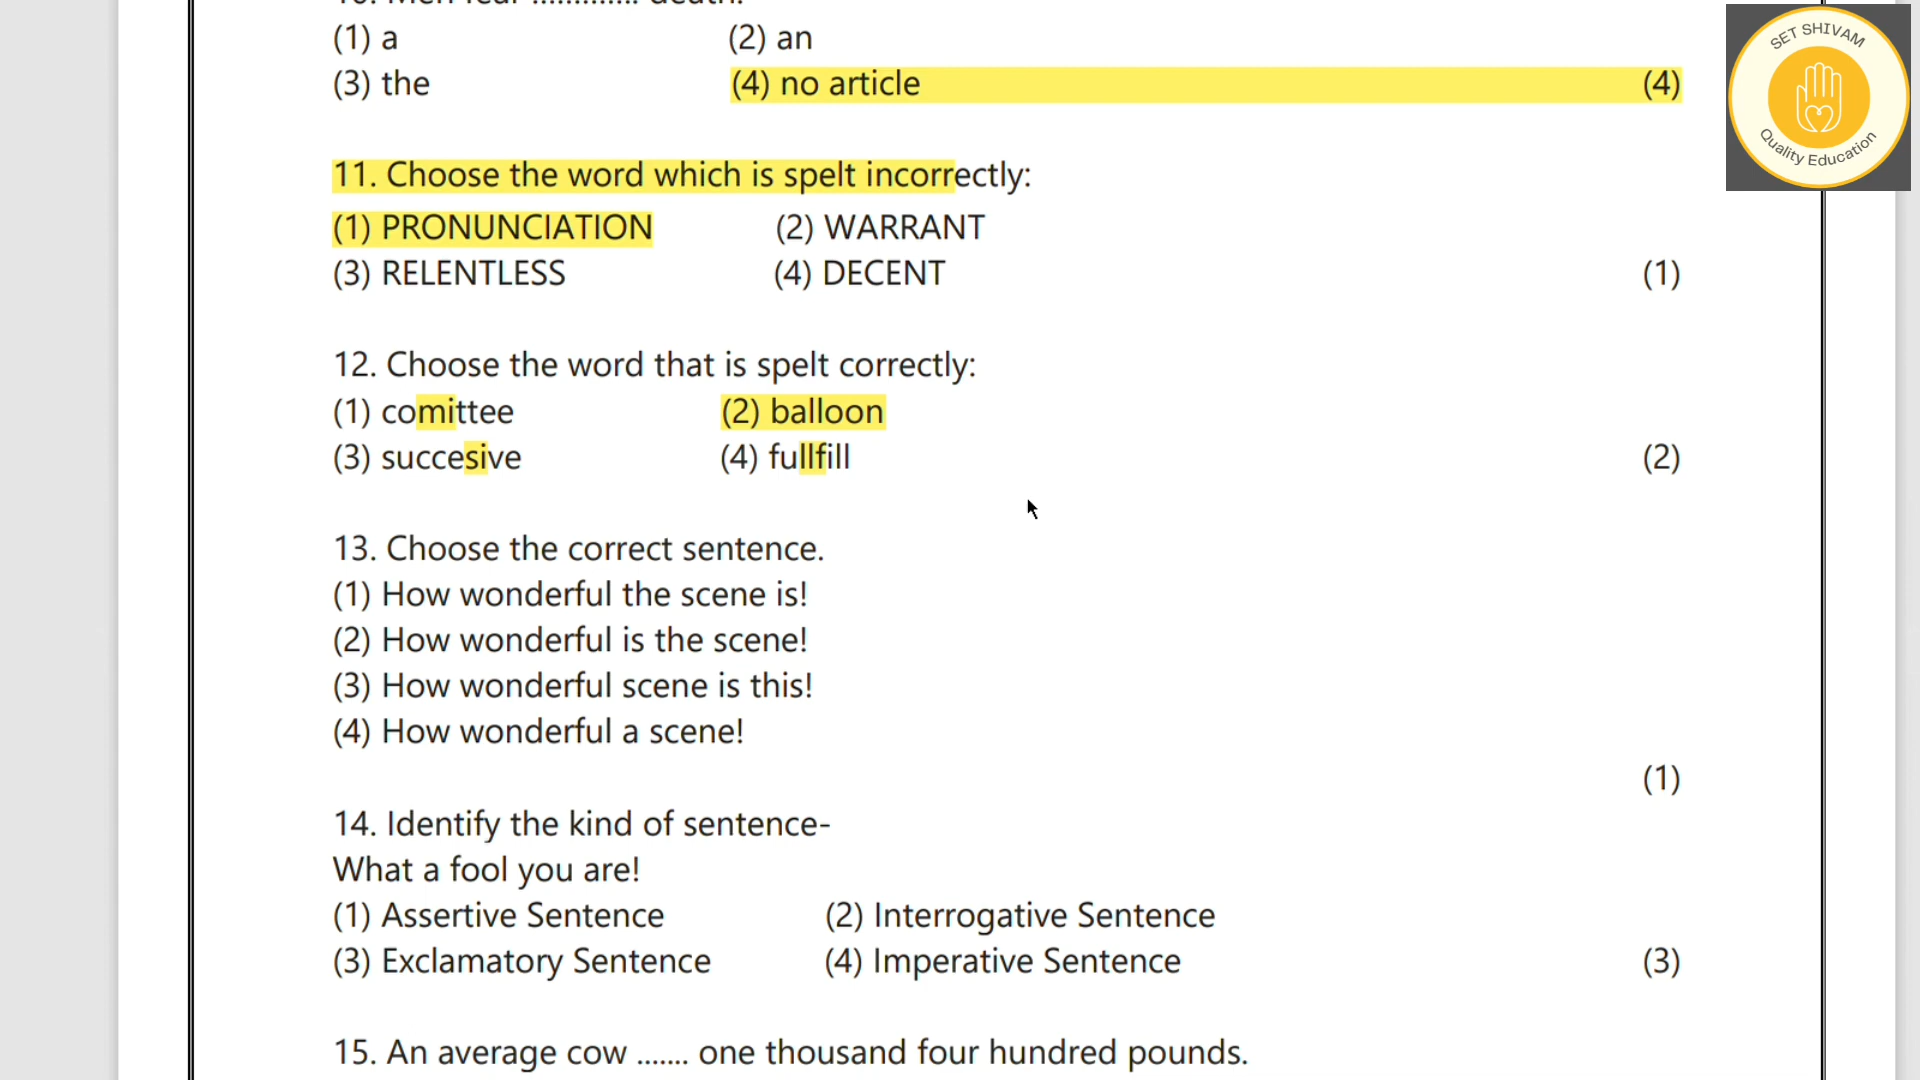 10. Men fear ............. death.
(1) a (2) an
(3) the (4) no article (4)
11. Choose the word which is spelt incorrectly:
(1) PRONUNCIATION (2) WARRANT
(3) RELENTLESS (4) DECENT (1)
12. Choose the word that is spelt correctly:
(1) comittee (2) balloon
(3) succesive (4) fullfill (2)
13. Choose the correct sentence.
(1) How wonderful the scene is!
(2) How wonderful is the scene!
(3) How wonderful scene is this!
(4) How wonderful a scene!
(1)
14. Identify the kind of sentence-
What a fool you are!
(1) Assertive Sentence (2) Interrogative Sentence
(3) Exclamatory Sentence (4) Imperative Sentence (3)
15. An average cow ....... one thousand four hundred pounds.
SET SHIVAM
Quality Education